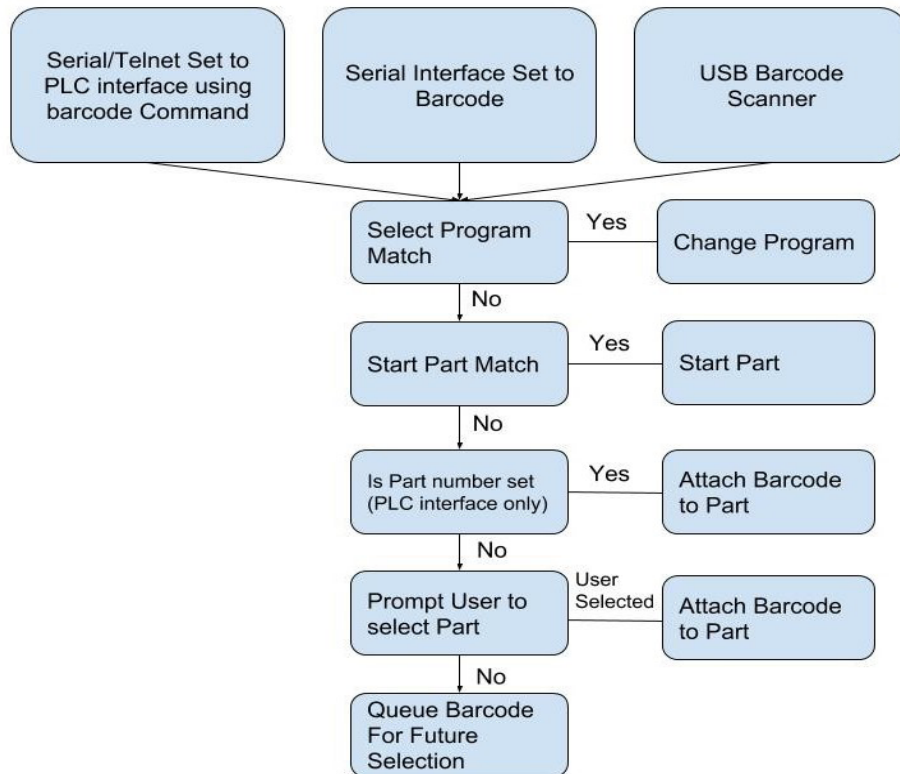 Serial/Telnet Set to
PLC interface using
barcode Command
Serial Interface Set to
Barcode
USB Barcode
Scanner
Select Program
Match
Yes
Change Program
No
Start Part Match
Yes
Start Part
No
Is Part number set
(PLC interface only)
Yes
Attach Barcode
to Part
No
Prompt User to
select Part
User
Selected
Attach Barcode
to Part
No
Queue Barcode
For Future
Selection